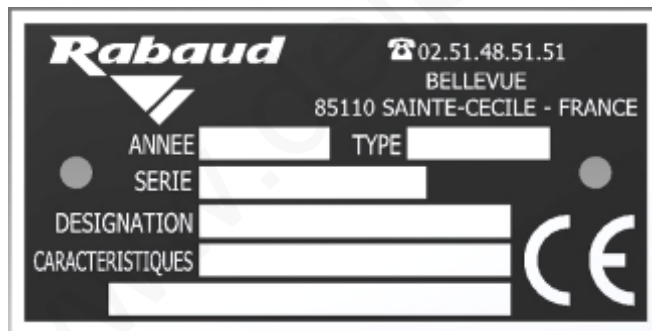 Rabaud
☎02.51.48.51.51
BELLEVUE
85110 SAINTE-CECILE - FRANCE
ANNEE TYPE
SERIE
DESIGNATION
CARACTERISTIQUES
CE